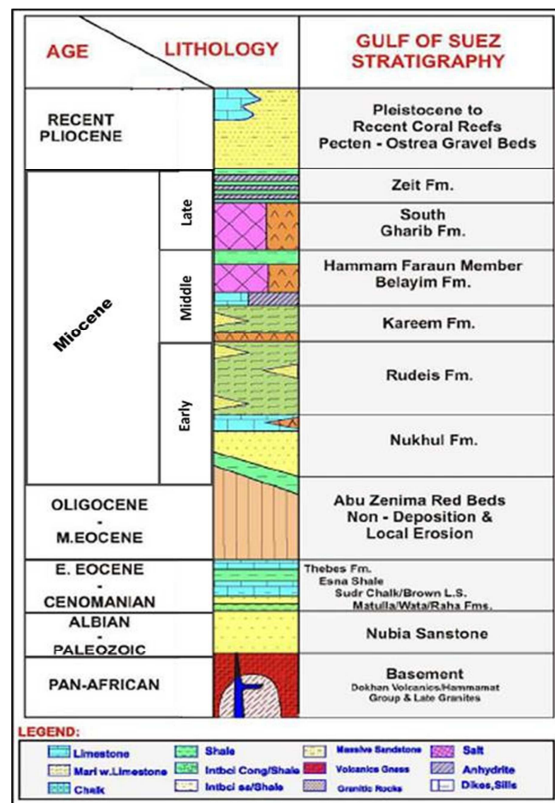 AGE
LITHOLOGY
GULF OF SUEZ
STRATIGRAPHY
RECENT
PLIOCENE
Pleistocene to
Recent Coral Reefs
Pecten - Ostrea Gravel Beds
Miocene
Late
Zeit Fm.
South
Gharib Fm.
Middle
Hammam Faraun Member
Belayim Fm.
Kareem Fm.
Early
Rudeis Fm.
Nukhul Fm.
OLIGOCENE
-
M.EOCENE
Abu Zenima Red Beds
Non - Deposition &
Local Erosion
E. EOCENE
-
CENOMANIAN
Thebes Fm.
Esna Shale
Sudr Chalk/Brown L.S.
Matulla/Wata/Raha Fms.
ALBIAN
-
PALEOZOIC
Nubia Sanstone
PAN-AFRICAN
Basement
Dokhan Volcanics/Hammamat
Group & Late Granites
LEGEND:
Limestone
Shale
Massive Sandstone
Salt
Marl w.Limestone
Intbcl Cong/Shale
Volcanics Gnass
Anhydrite
Chalk
Intbcl ss/Shale
Granitic Rocks
Dikes,Sills